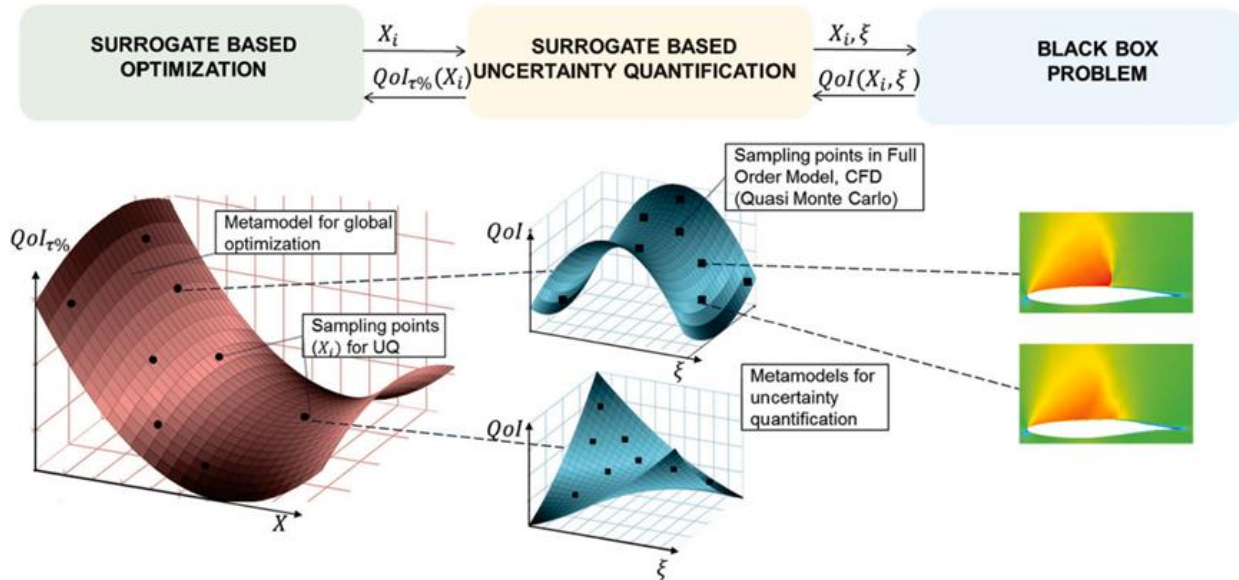 SURROGATE BASED
OPTIMIZATION
X_i
QoI_τ%(X_i)
SURROGATE BASED
UNCERTAINTY QUANTIFICATION
X_i, ξ
QoI(X_i, ξ)
BLACK BOX
PROBLEM
QoI_τ%
Metamodel for global
optimization
Sampling points
(X_i) for UQ
X
QoI
Sampling points in Full
Order Model, CFD
(Quasi Monte Carlo)
ξ
QoI
Metamodels for
uncertainty
quantification
ξ